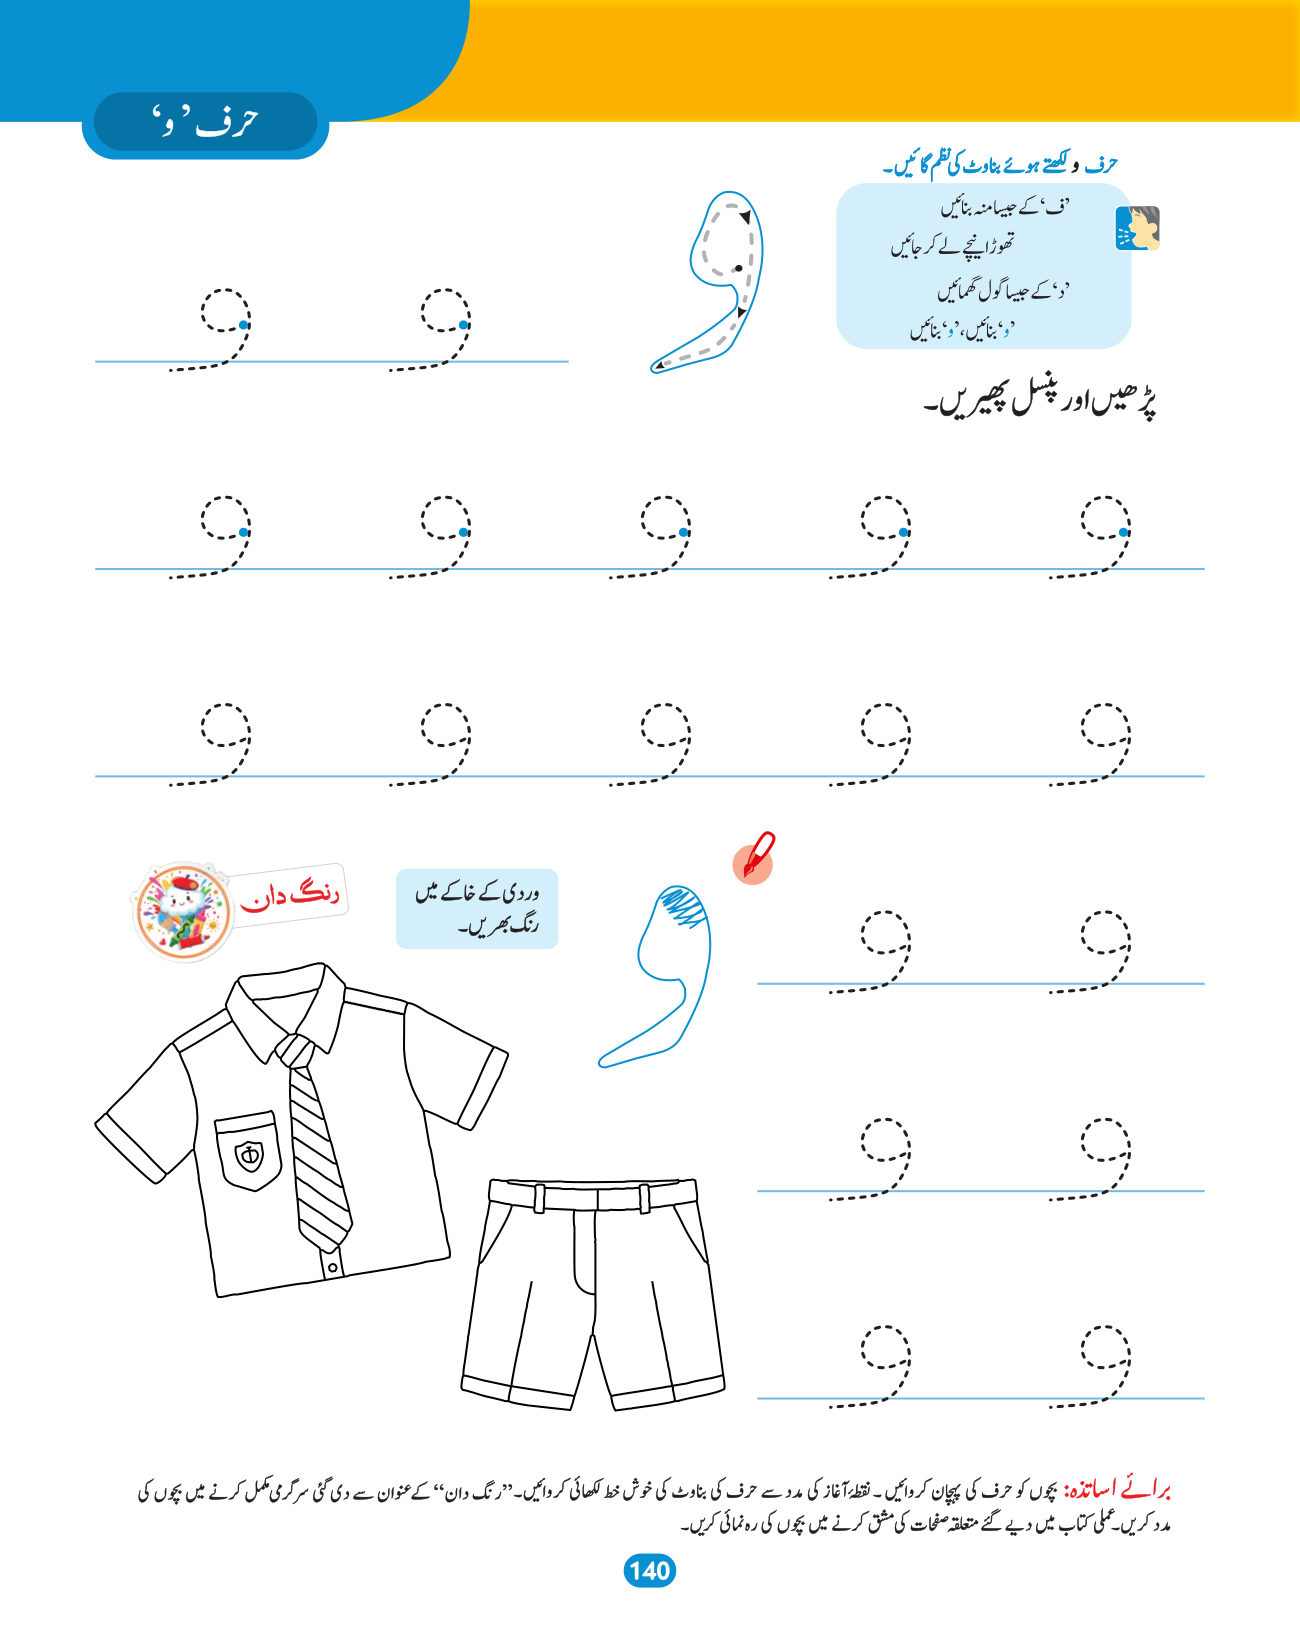 حرف ’و‘
حرف و لکھتے ہوئے بناوٹ کی نظم گائیں۔
’ف‘ کے جیسا منہ بنائیں
تھوڑا نیچے لے کر جائیں
’د‘ کے جیسا گول گھمائیں
’و‘ بنائیں، ’و‘ بنائیں
پڑھیں اور پنسل پھیریں۔
و و
و و و و و
و و و و و
رنگ دان
وردی کے خاکے میں
رنگ بھریں۔
و
و و
و و
و و
برائے اساتذہ: بچوں کو حرف کی پہچان کروائیں۔ نقطۂ آغاز کی مدد سے حرف کی بناوٹ کی خوش خط لکھائی کروائیں۔ ”رنگ دان“ کے عنوان سے دی گئی سرگرمی مکمل کرنے میں بچوں کی
مدد کریں۔ عملی کتاب میں دیے گئے متعلقہ صفحات کی مشق کرنے میں بچوں کی رہ نمائی کریں۔
140